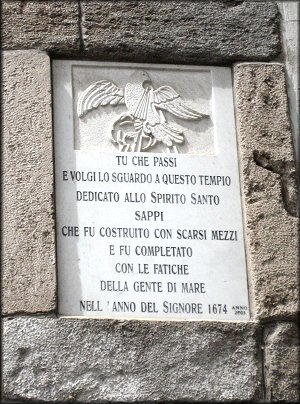 TU CHE PASSI
E VOLGI LO SGUARDO A QUESTO TEMPIO
DEDICATO ALLO SPIRITO SANTO
SAPPI
CHE FU COSTRUITO CON SCARSI MEZZI
E FU COMPLETATO
CON LE FATICHE
DELLA GENTE DI MARE
NELL'ANNO DEL SIGNORE 1674
ANNO